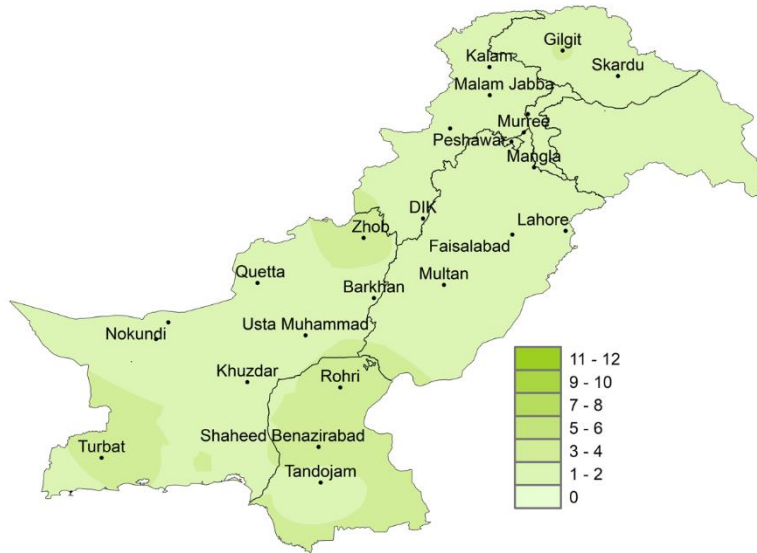 Gilgit
Kalam
Skardu
Malam Jabba
Murree
Peshawar
Mangla
DIK
Lahore
Zhob
Faisalabad
Quetta
Multan
Barkhan
Nokundi
Usta Muhammad
Khuzdar
Rohri
Shaheed Benazirabad
Turbat
Tandojam
11 - 12
9 - 10
7 - 8
5 - 6
3 - 4
1 - 2
0